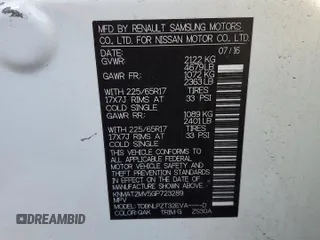 MFD BY RENAULT SAMSUNG MOTORS
CO., LTD. FOR NISSAN MOTOR CO., LTD.
DATE: 07/16
GVWR 2122 KG
4679 LB
GAWR FR: 1072 KG
2363 LB
WITH 225/65R17 TIRES
17X7J RIMS AT 33 PSI
COLD SINGLE
GAWR RR: 1089 KG
2401 LB
WITH 225/65R17 TIRES
17X7J RIMS AT 33 PSI
COLD SINGLE
THIS VEHICLE CONFORMS TO ALL
APPLICABLE FEDERAL MOTOR
VEHICLE SAFETY AND THEFT
PREVENTION STANDARDS IN EFFECT
ON THE DATE OF MANUFACTURE
SHOWN ABOVE.
KNMAT2MV5GP723289
MPV
MODEL: D
COLOR: QAK TRIM: G
D.CARS